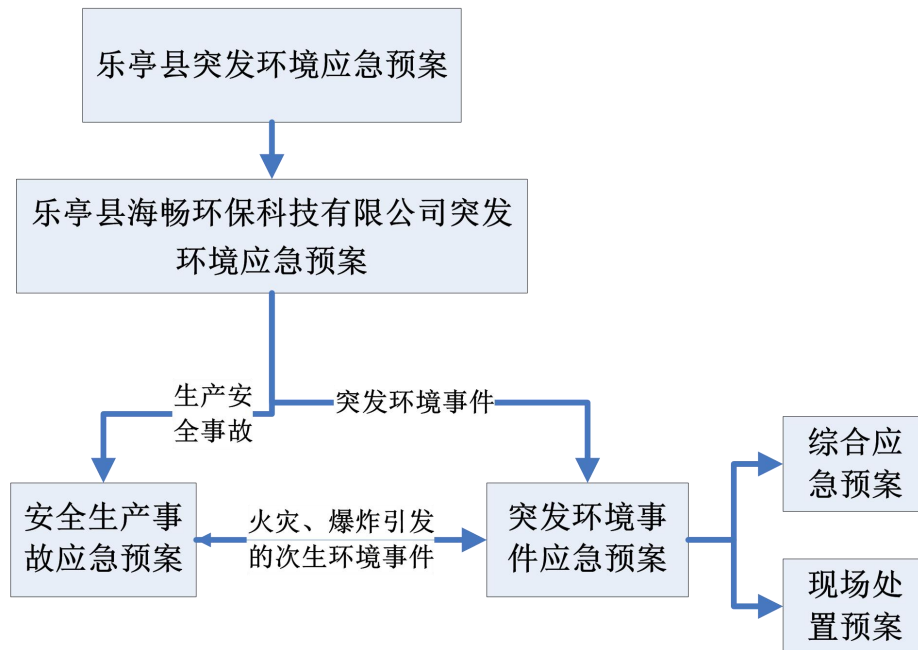 乐亭县突发环境应急预案
乐亭县海畅环保科技有限公司突发
环境应急预案
生产安
全事故
突发环境事件
综合应
急预案
安全生产事
故应急预案
火灾、爆炸引发
的次生环境事件
突发环境事
件应急预案
现场处
置预案